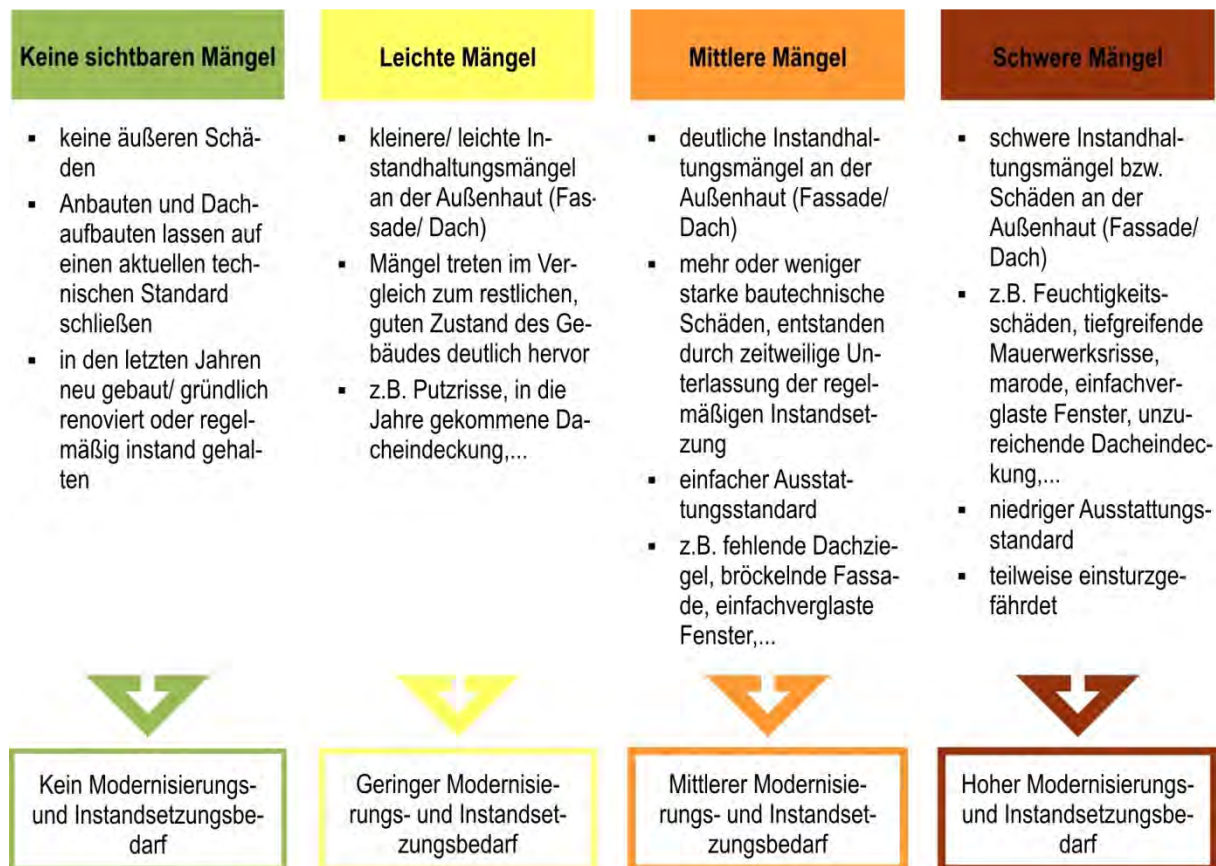 Keine sichtbaren Mängel
keine äußeren Schä-
den
Anbauten und Dach-
aufbauten lassen auf
einen aktuellen tech-
nischen Standard
schließen
in den letzten Jahren
neu gebaut/ gründlich
renoviert oder regel-
mäßig instand gehal-
ten
Kein Modernisierungs-
und Instandsetzungsbe-
darf
Leichte Mängel
kleinere/ leichte In-
standhaltungsmängel
an der Außenhaut (Fas-
sade/ Dach)
Mängel treten im Ver-
gleich zum restlichen,
guten Zustand des Ge-
bäudes deutlich hervor
z.B. Putzrisse, in die
Jahre gekommene Da-
cheindeckung,...
Geringer Modernisie-
rungs- und Instandset-
zungsbedarf
Mittlere Mängel
deutliche Instandhal-
tungsmängel an der
Außenhaut (Fassade/
Dach)
mehr oder weniger
starke bautechnische
Schäden, entstanden
durch zeitweilige Un-
terlassung der regel-
mäßigen Instandset-
zung
einfacher Ausstat-
tungsstandard
z.B. fehlende Dachzie-
gel, bröckelnde Fassa-
de, einfachverglaste
Fenster,...
Mittlerer Modernisie-
rungs- und Instandset-
zungsbedarf
Schwere Mängel
schwere Instandhal-
tungsmängel bzw.
Schäden an der
Außenhaut (Fassade/
Dach)
z.B. Feuchtigkeits-
schäden, tiefgreifende
Mauerwerksrisse,
marode, einfachver-
glaste Fenster, unzu-
reichende Dacheindec-
kung,...
niedriger Ausstattungs-
standard
teilweise einsturzge-
fährdet
Hoher Modernisierungs-
und Instandsetzungsbe-
darf